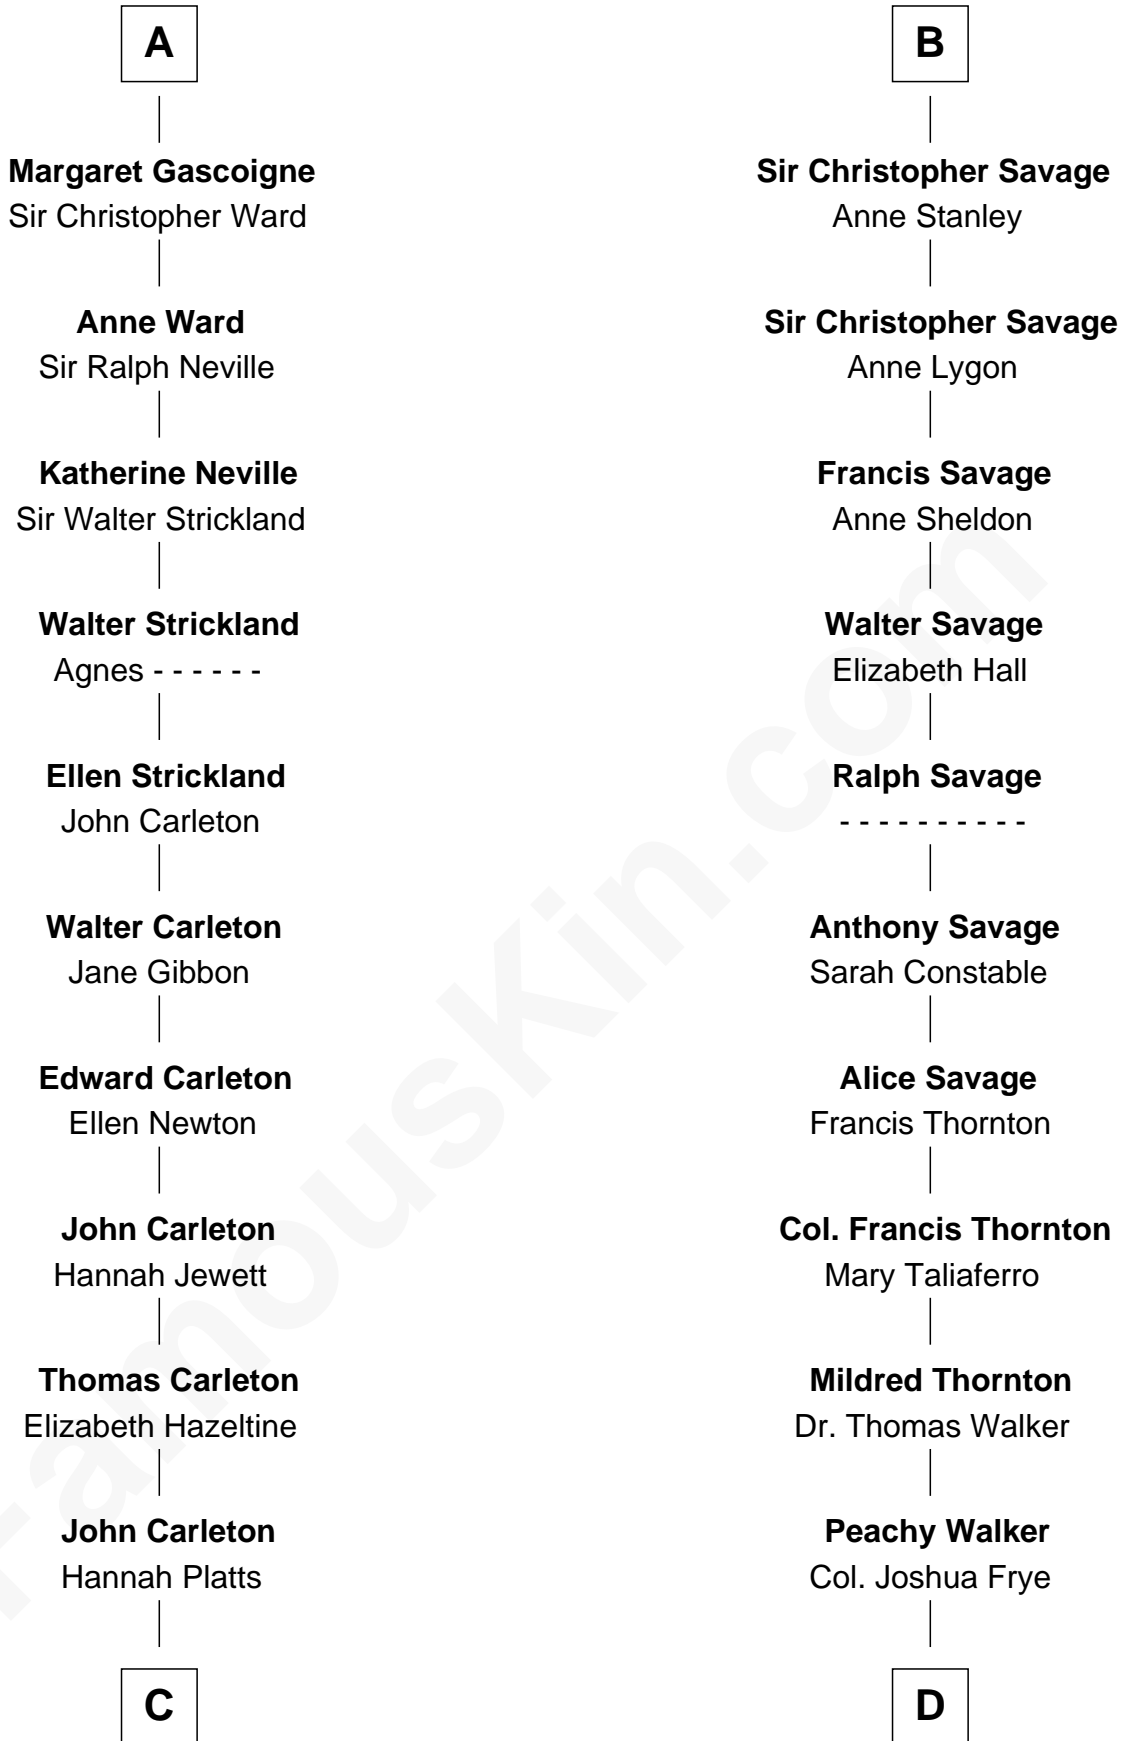 A
Margaret Gascoigne
Sir Christopher Ward
Anne Ward
Sir Ralph Neville
Katherine Neville
Sir Walter Strickland
Walter Strickland
Agnes - - - - - -
Ellen Strickland
John Carleton
Walter Carleton
Jane Gibbon
Edward Carleton
Ellen Newton
John Carleton
Hannah Jewett
Thomas Carleton
Elizabeth Hazeltine
John Carleton
Hannah Platts
C
B
Sir Christopher Savage
Anne Stanley
Sir Christopher Savage
Anne Lygon
Francis Savage
Anne Sheldon
Walter Savage
Elizabeth Hall
Ralph Savage
- - - - - - - - - -
Anthony Savage
Sarah Constable
Alice Savage
Francis Thornton
Col. Francis Thornton
Mary Taliaferro
Mildred Thornton
Dr. Thomas Walker
Peachy Walker
Col. Joshua Frye
D
FamousKin.com